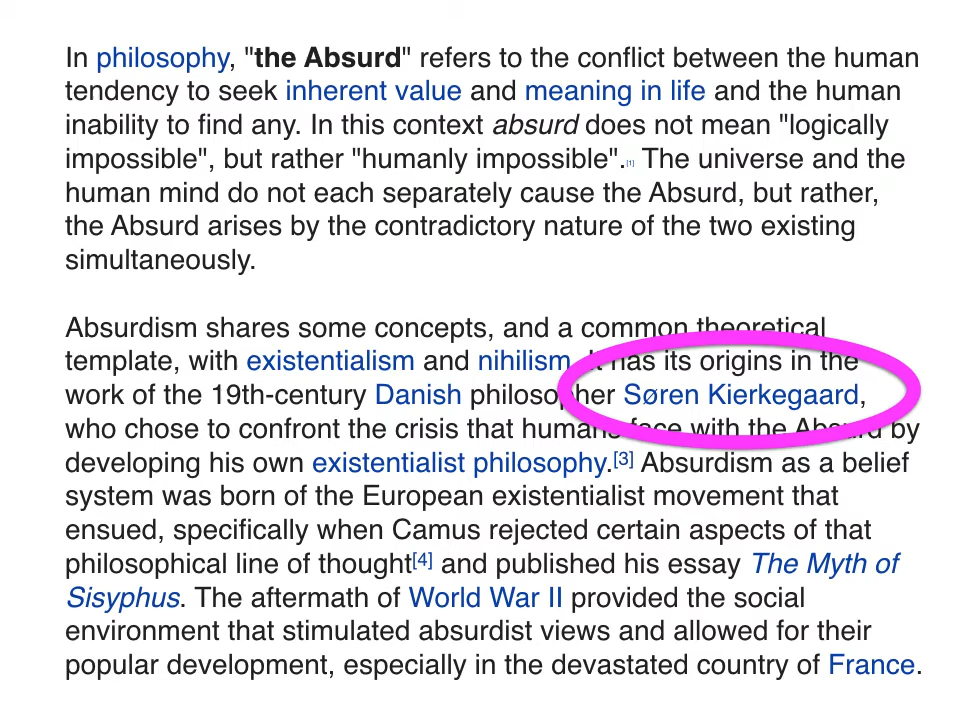 In philosophy, "the Absurd" refers to the conflict between the human
tendency to seek inherent value and meaning in life and the human
inability to find any. In this context absurd does not mean "logically
impossible", but rather "humanly impossible".[1] The universe and the
human mind do not each separately cause the Absurd, but rather,
the Absurd arises by the contradictory nature of the two existing
simultaneously.
Absurdism shares some concepts, and a common theoretical
template, with existentialism and nihilism. It has its origins in the
work of the 19th-century Danish philosopher Søren Kierkegaard,
who chose to confront the crisis that humans face with the Absurd by
developing his own existentialist philosophy.[3] Absurdism as a belief
system was born of the European existentialist movement that
ensued, specifically when Camus rejected certain aspects of that
philosophical line of thought[4] and published his essay The Myth of
Sisyphus. The aftermath of World War II provided the social
environment that stimulated absurdist views and allowed for their
popular development, especially in the devastated country of France.